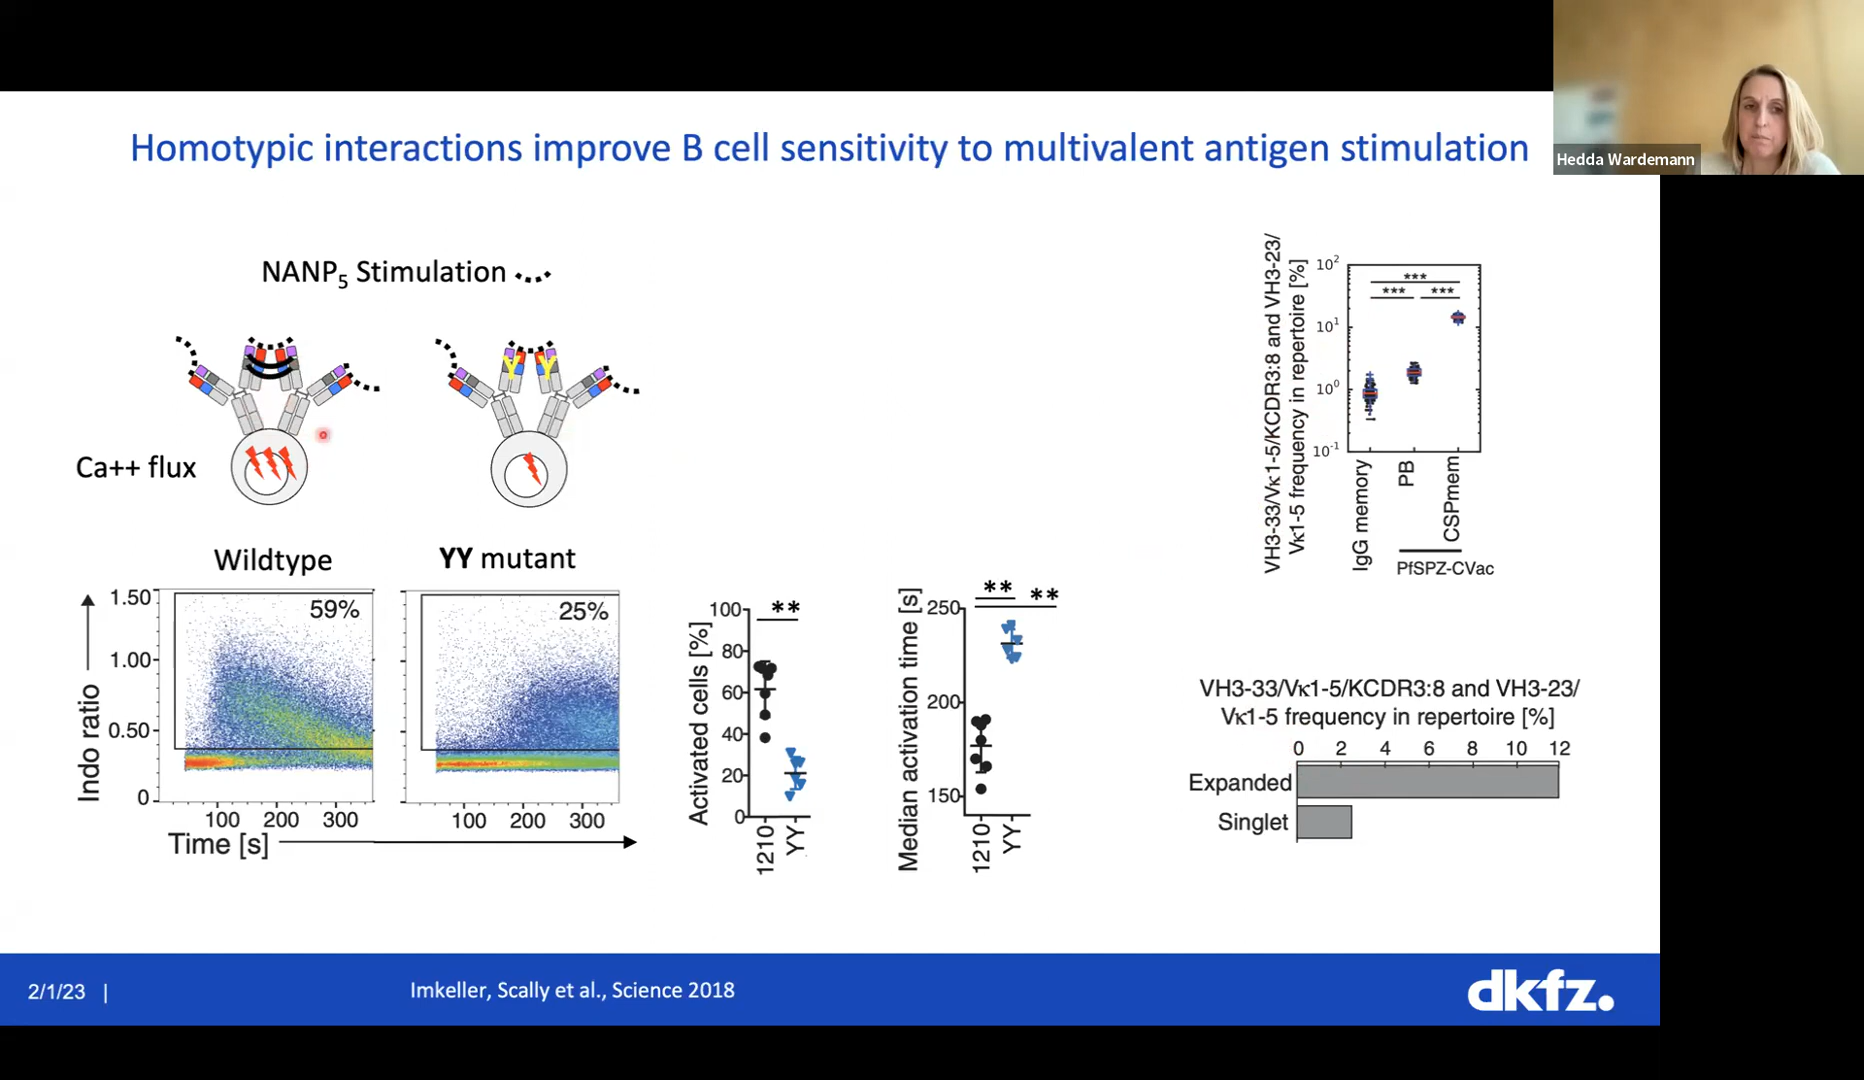 Homotypic interactions improve B cell sensitivity to multivalent antigen stimulation
Hedda Wardemann
NANP5 Stimulation
Ca++ flux
Wildtype
YY mutant
59%
25%
Indo ratio
1.50
1.00
0.50
0
100 200 300
100 200 300
Time [s]
Activated cells [%]
100
80
60
40
20
0
**
1210
YY
Median activation time [s]
250
200
150
**
**
1210
YY
VH3-33/Vκ1-5/KCDR3:8 and VH3-23/
Vκ1-5 frequency in repertoire [%]
10²
10¹
10⁰
10⁻¹
***
*** ***
IgG memory
PB
CSPmem
PfSPZ-CVac
VH3-33/Vκ1-5/KCDR3:8 and VH3-23/
Vκ1-5 frequency in repertoire [%]
0 2 4 6 8 10 12
Expanded
Singlet
2/1/23 |
Imkeller, Scally et al., Science 2018
dkfz.